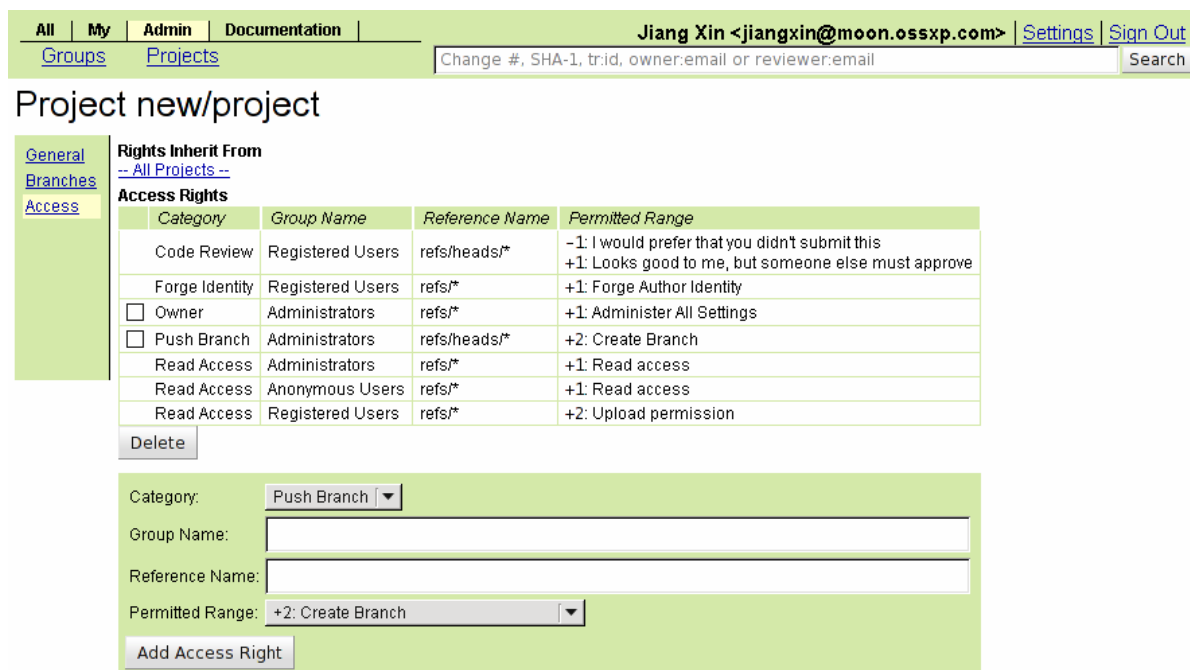 All My Admin Documentation Jiang Xin <jiangxin@moon.ossxp.com> Settings Sign Out
Groups Projects Change #, SHA-1, tr:id, owner:email or reviewer:email Search
Project new/project
General
Branches
Access
Rights Inherit From
-- All Projects --
Access Rights
Category Group Name Reference Name Permitted Range
Code Review Registered Users refs/heads/* -1: I would prefer that you didn't submit this
+1: Looks good to me, but someone else must approve
Forge Identity Registered Users refs/* +1: Forge Author Identity
Owner Administrators refs/* +1: Administer All Settings
Push Branch Administrators refs/heads/* +2: Create Branch
Read Access Administrators refs/* +1: Read access
Read Access Anonymous Users refs/* +1: Read access
Read Access Registered Users refs/* +2: Upload permission
Delete
Category: Push Branch
Group Name:
Reference Name:
Permitted Range: +2: Create Branch
Add Access Right